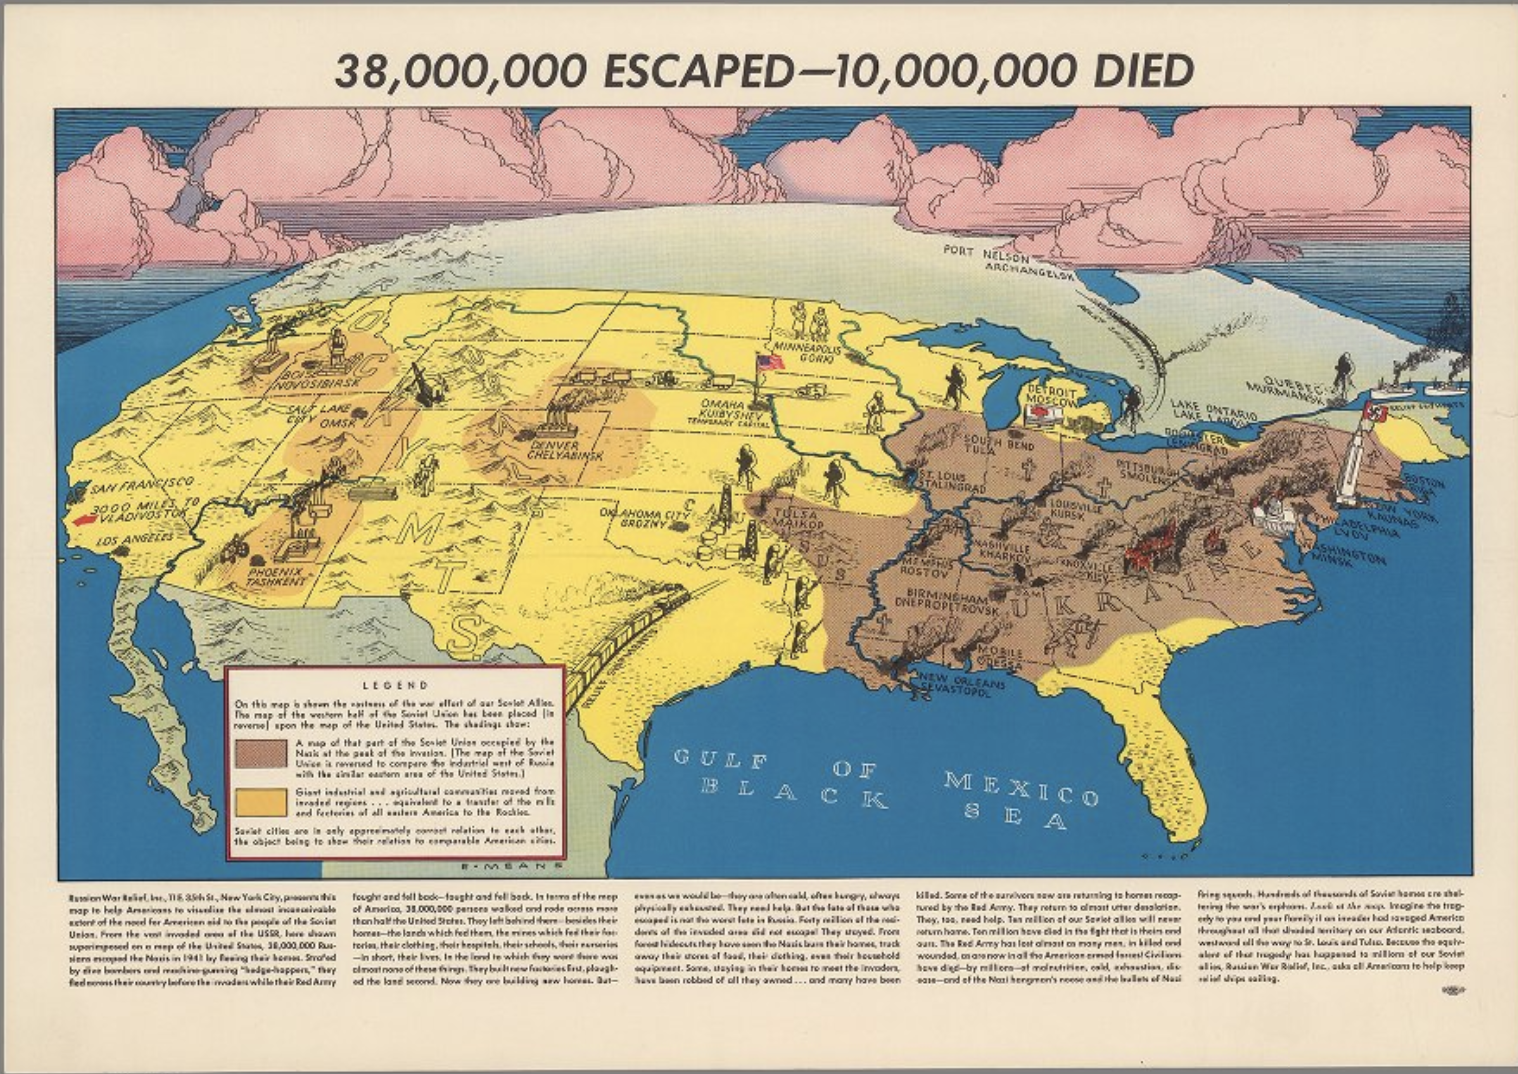 38,000,000 ESCAPED—10,000,000 DIED
PORT NELSON
ARCHANGELSK
MINNEAPOLIS
GORKI
QUEBEC-
MURMANSK
BOISE
NOVOSIBIRSK
SALT LAKE
CITY
OMSK
OMAHA
KUIBYSHEV
TEMPORARY CAPITAL
DETROIT
MOSCOW
LAKE ONTARIO
LAKE LADOGA
ROCHESTER
LENINGRAD
DENVER
CHELYABINSK
SOUTH BEND
TULA
PITTSBURGH
SMOLENSK
ST. LOUIS
STALINGRAD
BOSTON
RIGA
SAN FRANCISCO
3000 MILES TO
VLADIVOSTOK
LOS ANGELES
OKLAHOMA CITY
GROZNY
TULSA
MAIKOP
LOUISVILLE
KURSK
NEW YORK
KAUNAS
PHILADELPHIA
LVOV
WASHINGTON
MINSK
NASHVILLE
KHARKOV
KNOXVILLE
KIEV
MEMPHIS
ROSTOV
DAM
PHOENIX
TASHKENT
BIRMINGHAM
DNEPROPETROVSK
UKRAINE
ROCKY MTS.
CAUCASUS
MOBILE
ODESSA
NEW ORLEANS
SEVASTOPOL
GULF OF MEXICO
BLACK SEA
LEGEND
On this map is shown the vastness of the war effort of our Soviet Allies.
The map of the western half of the Soviet Union has been placed (in
reverse) upon the map of the United States. The shadings show:
A map of that part of the Soviet Union occupied by the
Nazis at the peak of the invasion. (The map of the Soviet
Union is reversed to compare the industrial west of Russia
with the similar eastern area of the United States.)
Giant industrial and agricultural communities moved from
invaded regions . . . equivalent to a transfer of the mills
and factories of all eastern America to the Rockies.
Soviet cities are in only approximately correct relation to each other,
the object being to show their relation to comparable American cities.
Russian War Relief, Inc., 11 E. 35th St., New York City, presents this
map to help Americans to visualize the almost inconceivable
extent of the need for American aid to the people of the Soviet
Union. From the vast invaded area of the USSR, here shown
superimposed on a map of the United States, 38,000,000 Rus-
sians escaped the Nazis in 1941 by fleeing their homes. Strafed
by dive bombers and machine-gunning "hedge-hoppers," they
fled across their country before the invaders while their Red Army
fought and fell back—fought and fell back. In terms of the map
of America, 38,000,000 persons walked and rode across more
than half the United States. They left behind them—besides their
homes—the lands which fed them, the mines which fed their fac-
tories, their clothing, their hospitals, their schools, their nurseries
—in short, their lives. In the land to which they went there was
almost none of these things. They built new factories first, plough-
ed the land second. Now they are building new homes. But—
even as we would be—they are often cold, often hungry, always
physically exhausted. They need help. But the fate of those who
escaped is not the worst fate in Russia. Forty million of the resi-
dents of the invaded area did not escape! They stayed. From
forest hideouts they have seen the Nazis burn their homes, truck
away their stores of food, their clothing, even their household
equipment. Some, staying in their homes to meet the invaders,
have been robbed of all they owned . . . and many have been
killed. Some of the survivors now are returning to homes recap-
tured by the Red Army. They return to almost utter desolation.
They, too, need help. Ten million of our Soviet allies will never
return home. Ten million have died in the fight that is theirs and
ours. The Red Army has lost almost as many men, in killed and
wounded, as are now in all the American armed forces! Civilians
have died—by millions—of malnutrition, cold, exhaustion, dis-
ease—and of the Nazi hangman's noose and the bullets of Nazi
firing squads. Hundreds of thousands of Soviet homes are shel-
tering the war's orphans. Look at the map. Imagine the trag-
edy to you and your family if an invader had ravaged America
throughout all that shaded territory on our Atlantic seaboard,
westward all the way to St. Louis and Tulsa. Because the equiv-
alent of that tragedy has happened to millions of our Soviet
allies, Russian War Relief, Inc., asks all Americans to help keep
relief ships sailing.